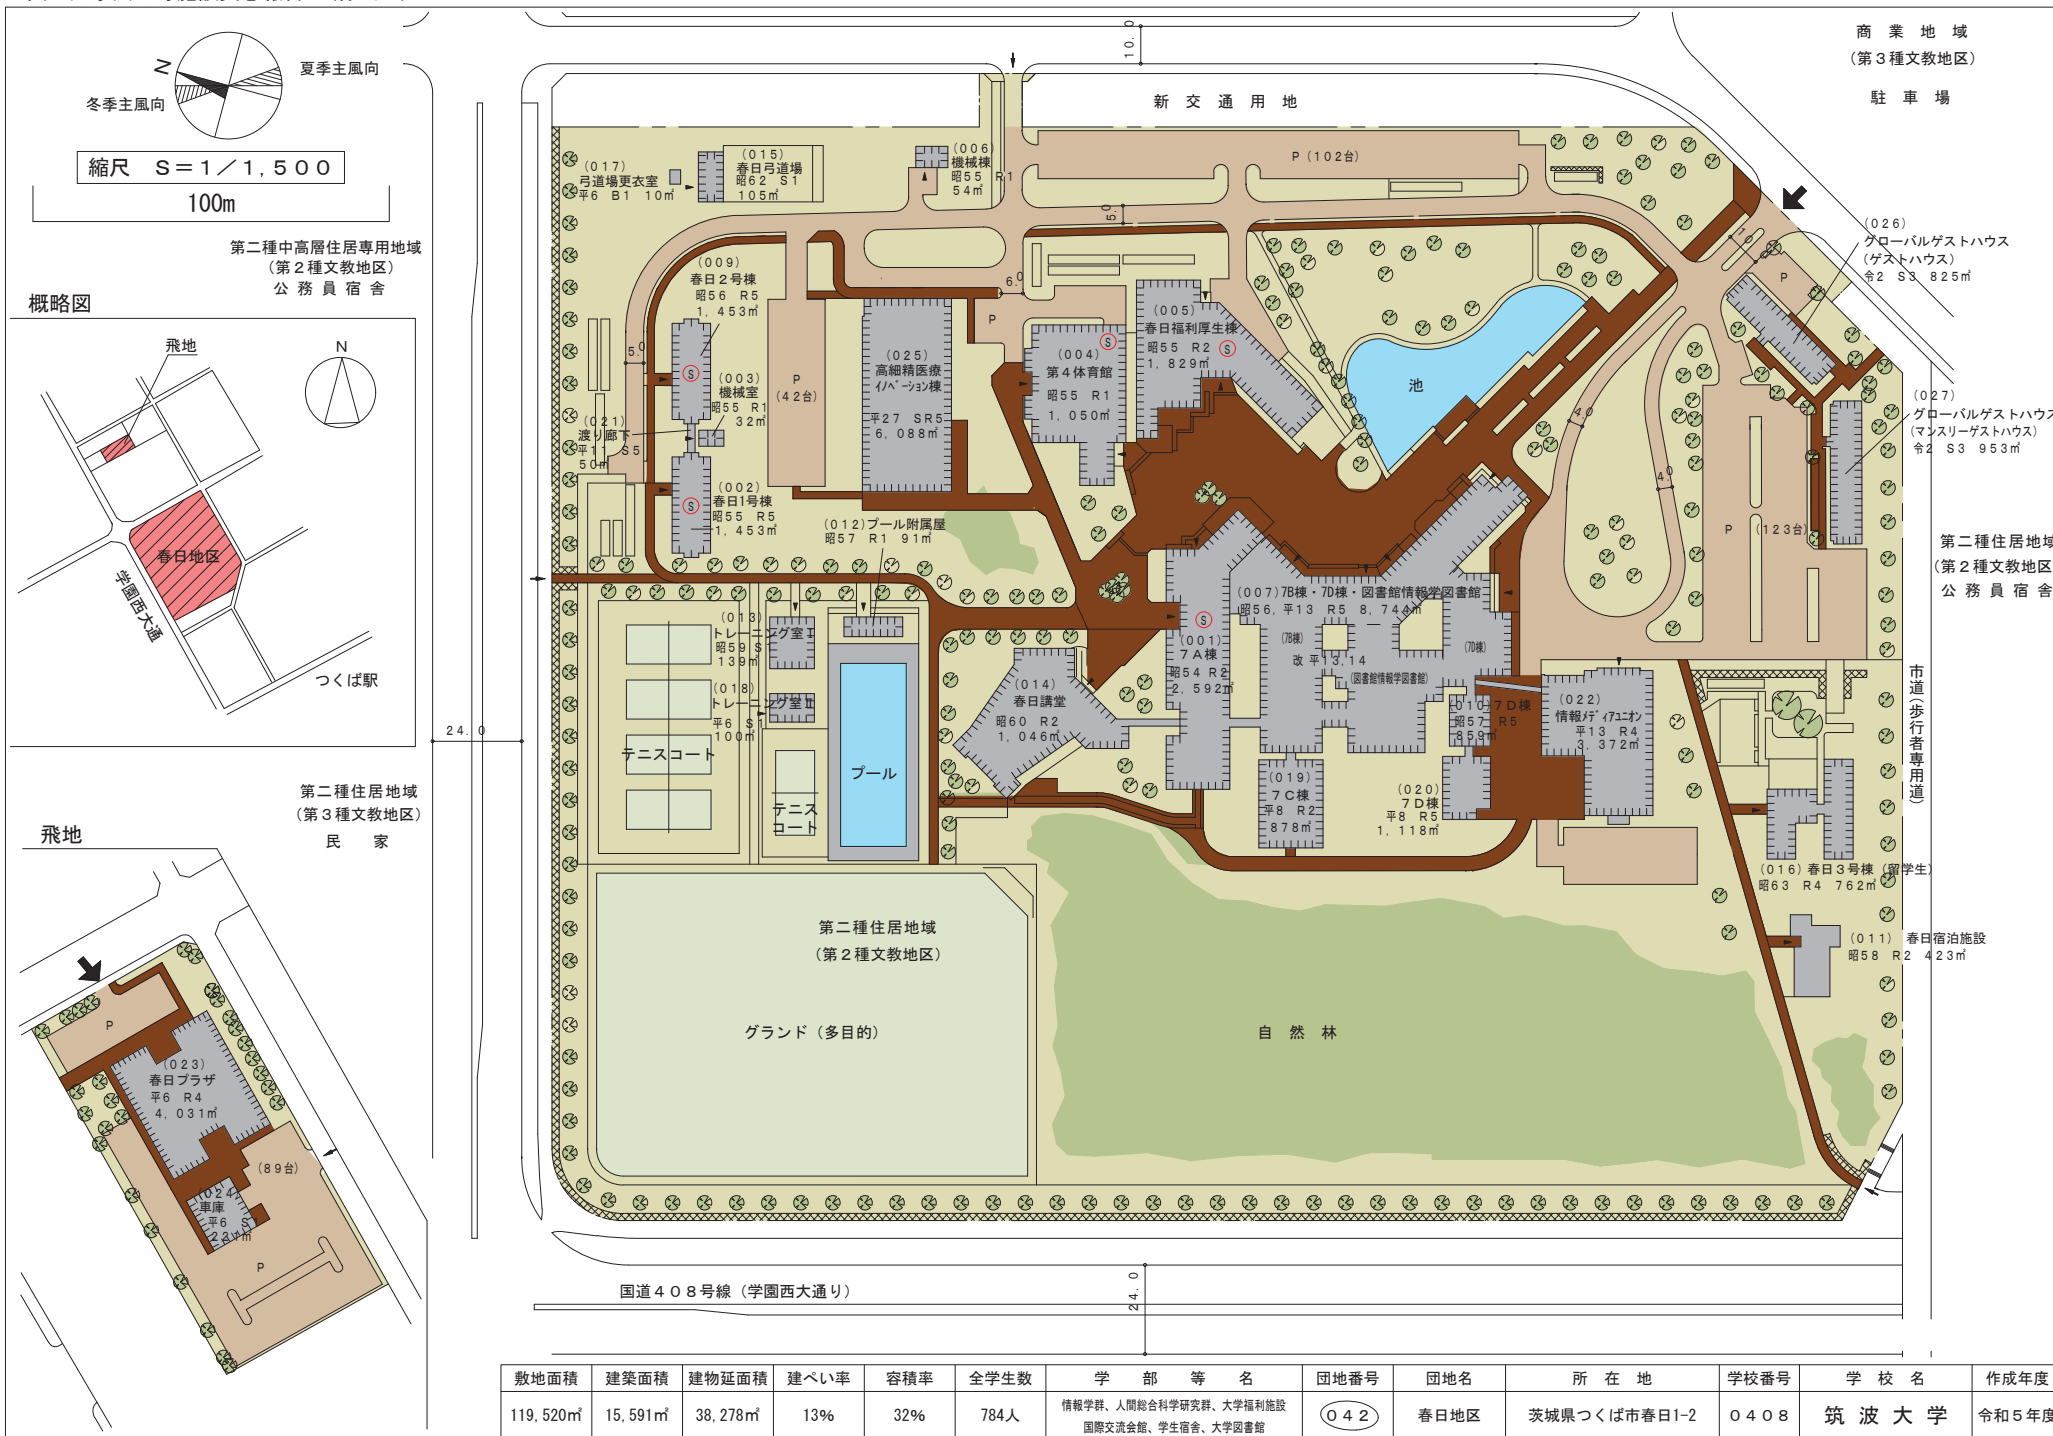 N
夏季主風向
冬季主風向
縮尺 S=1/1,500
100m
第二種中高層住居専用地域
(第2種文教地区)
公務員宿舎
概略図
飛地
N
春日地区
学園西大通
つくば駅
第二種住居地域
(第3種文教地区)
民家
飛地
P
(023)
春日プラザ
平6 R4
4,031㎡
(89台)
(024)
車庫
平6 S1
221㎡
P
24.0
10.0
新交通用地
商業地域
(第3種文教地区)
駐車場
(017)
弓道場更衣室
平6 B1 10㎡
(015)
春日弓道場
昭62 S1
105㎡
(006)
機械棟
昭55 R1
54㎡
P(102台)
5.0
10.0
(026)
グローバルゲストハウス
(ゲストハウス)
令2 S3 825㎡
P
(009)
春日2号棟
昭56 R5
1,453㎡
S
5.0
(003)
機械室
昭55 R1
32㎡
(021)
渡り廊下
平11 S5
50㎡
(002)
春日1号棟
昭55 R5
1,453㎡
S
P
(42台)
(025)
高細精医療
イノベーション棟
平27 SR5
6,088㎡
6.0
P
(004)
第4体育館
昭55 R1
1,050㎡
S
(005)
春日福利厚生棟
昭55 R2
1,829㎡
S
池
4.0
4.0
(027)
グローバルゲストハウス
(マンスリーゲストハウス)
令2 S3 953㎡
P (123台)
第二種住居地域
(第2種文教地区)
公務員宿舎
(012)プール附属屋
昭57 R1 91㎡
(013)
トレーニング室Ⅰ
昭59 S1
139㎡
(018)
トレーニング室Ⅱ
平6 S1
100㎡
テニスコート
テニス
コート
プール
(014)
春日講堂
昭60 R2
1,046㎡
S
(001)
7A棟
昭54 R2
2,592㎡
(007)7B棟・7D棟・図書館情報学図書館
昭56,平13 R5 8,744㎡
(7B棟)
改 平13,14
(図書館情報学図書館)
(7D棟)
(010)7D棟
昭57 R5
859㎡
(022)
情報メディアユニオン
平13 R4
3,372㎡
(019)
7C棟
平8 R2
878㎡
(020)
7D棟
平8 R5
1,118㎡
市道(歩行者専用道)
(016)春日3号棟(留学生)
昭63 R4 762㎡
(011) 春日宿泊施設
昭58 R2 423㎡
第二種住居地域
(第2種文教地区)
グランド(多目的)
自然林
国道408号線(学園西大通り)
24.0
敷地面積 建築面積 建物延面積 建ぺい率 容積率 全学生数 学部等名 団地番号 団地名 所在地 学校番号 学校名 作成年度
119,520㎡ 15,591㎡ 38,278㎡ 13% 32% 784人 情報学群、人間総合科学研究群、大学福利施設 042 春日地区 茨城県つくば市春日1-2 0408 筑波大学 令和5年度
国際交流会館、学生宿舎、大学図書館